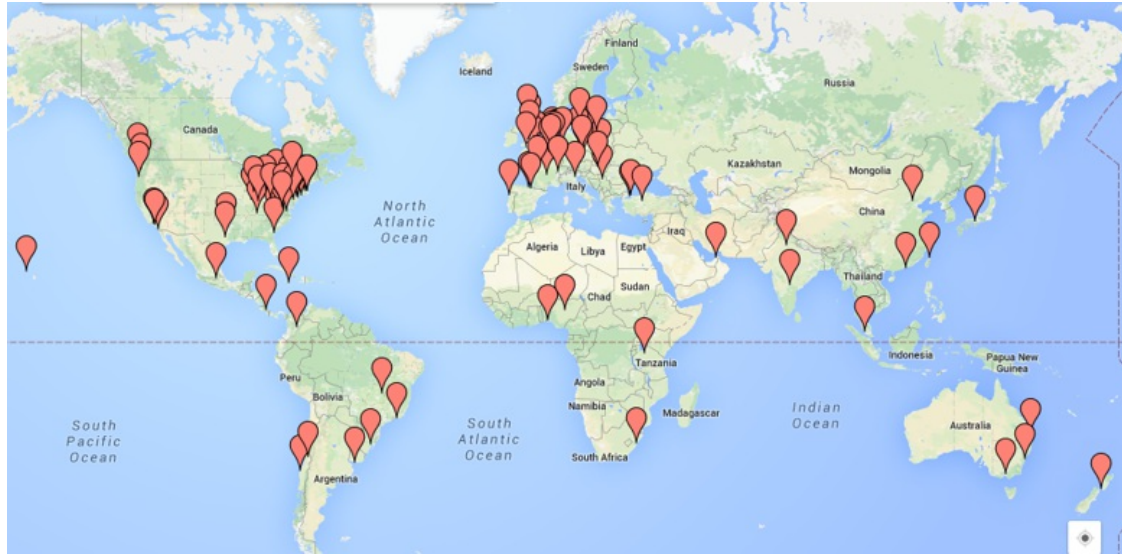 Finland
Sweden
Iceland
Russia
Canada
Kazakhstan
Mongolia
Italy
North
Atlantic
Ocean
China
Iraq
Algeria
Libya
Egypt
Thailand
Sudan
Chad
Indonesia
Papua New
Guinea
Tanzania
Peru
Angola
Bolivia
Namibia
Madagascar
Indian
Ocean
South
Pacific
Ocean
South
Atlantic
Ocean
Australia
South Africa
Argentina